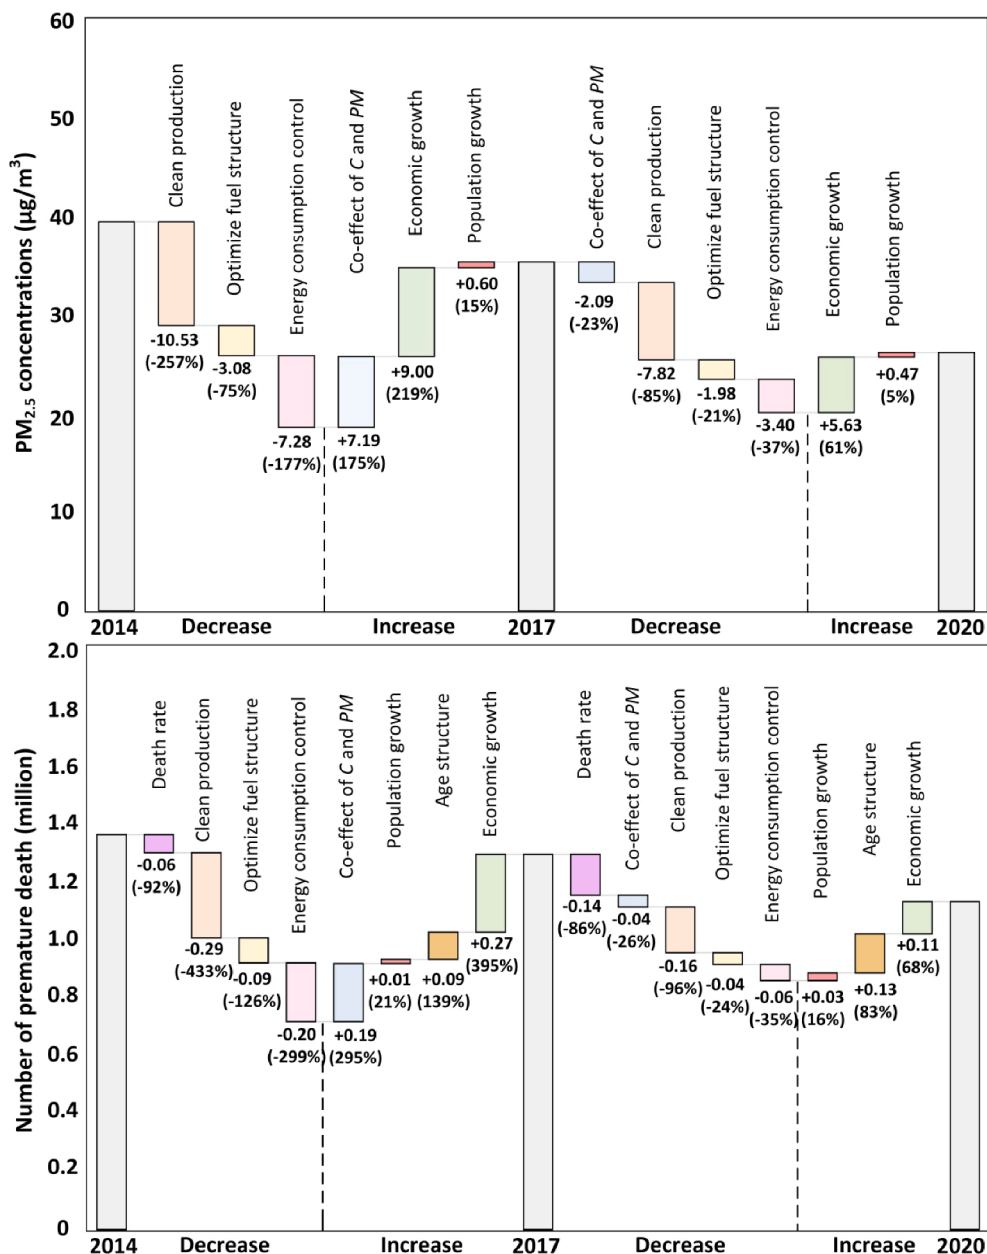 PM2.5 concentrations (µg/m³)
60
50
40
30
20
10
0
Clean production
Optimize fuel structure
Energy consumption control
Co-effect of C and PM
Economic growth
Population growth
Co-effect of C and PM
Clean production
Optimize fuel structure
Energy consumption control
Economic growth
Population growth
-10.53
(-257%)
-3.08
(-75%)
-7.28
(-177%)
+7.19
(175%)
+9.00
(219%)
+0.60
(15%)
-2.09
(-23%)
-7.82
(-85%)
-1.98
(-21%)
-3.40
(-37%)
+5.63
(61%)
+0.47
(5%)
2014 Decrease Increase 2017 Decrease Increase 2020
Number of premature death (million)
2.0
1.8
1.6
1.4
1.2
1.0
0.8
0.6
0.4
0.2
0
Death rate
Clean production
Optimize fuel structure
Energy consumption control
Co-effect of C and PM
Population growth
Age structure
Economic growth
Death rate
Co-effect of C and PM
Clean production
Optimize fuel structure
Energy consumption control
Population growth
Age structure
Economic growth
-0.06
(-92%)
-0.29
(-433%)
-0.09
(-126%)
-0.20
(-299%)
+0.19
(295%)
+0.01
(21%)
+0.09
(139%)
+0.27
(395%)
-0.14
(-86%)
-0.04
(-26%)
-0.16
(-96%)
-0.04
(-24%)
-0.06
(-35%)
+0.03
(16%)
+0.13
(83%)
+0.11
(68%)
2014 Decrease Increase 2017 Decrease Increase 2020